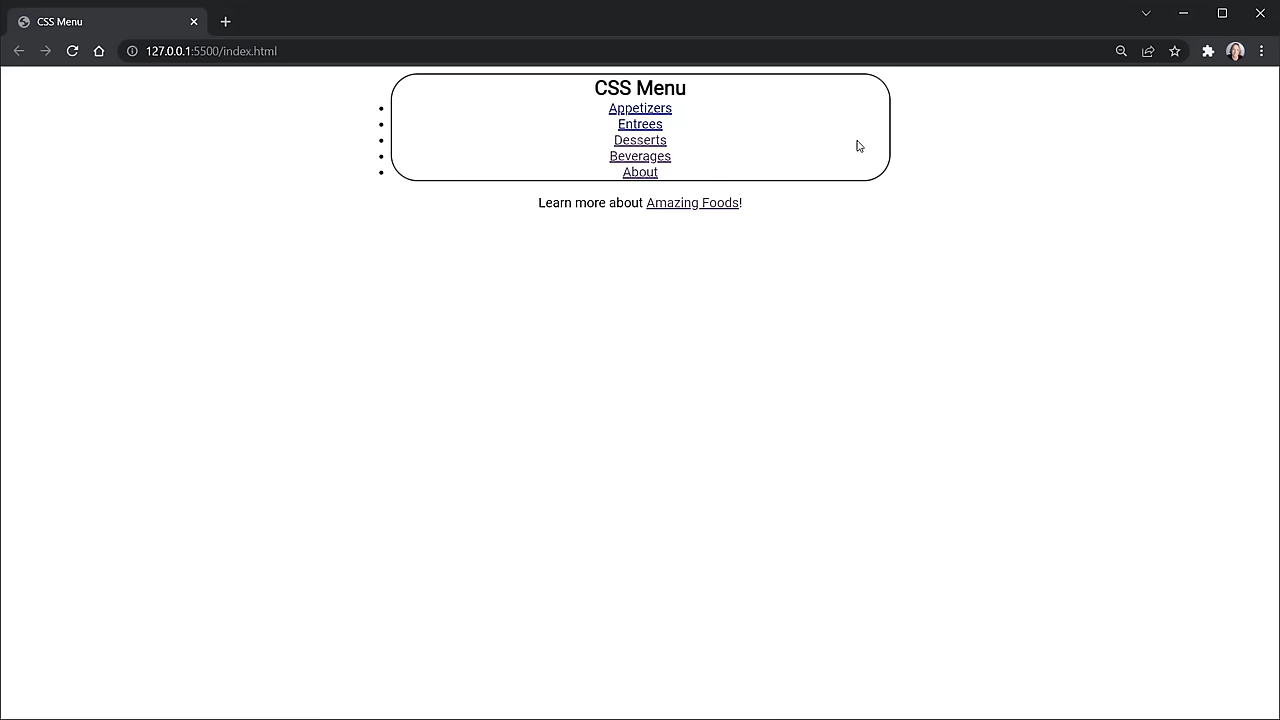 CSS Menu
127.0.0.1:5500/index.html
CSS Menu
Appetizers
Entrees
Desserts
Beverages
About
Learn more about Amazing Foods!